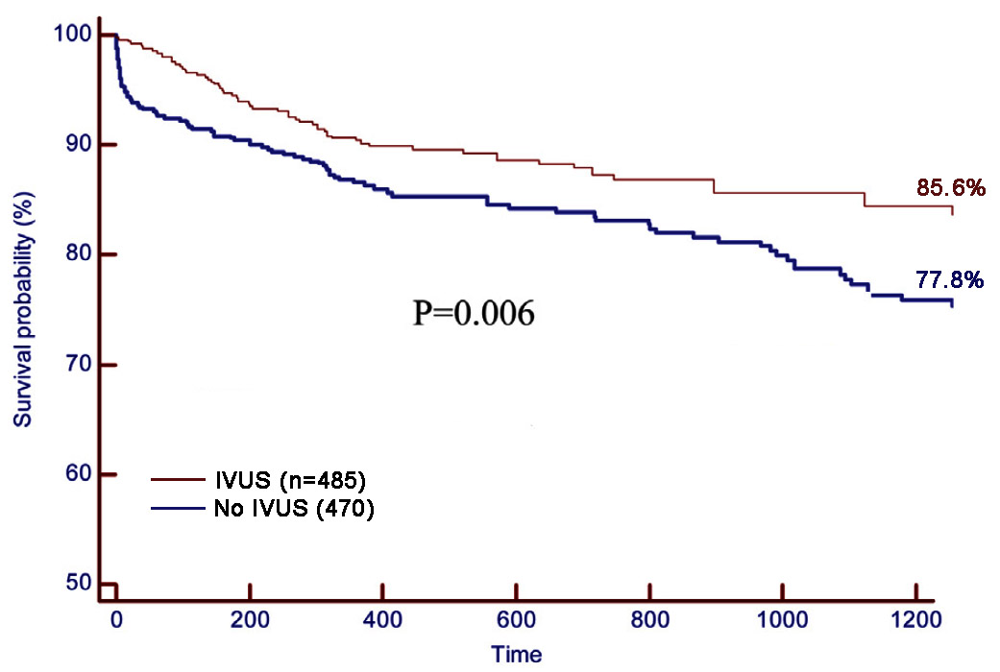 100
90
80
70
60
50
Survival probability (%)
85.6%
77.8%
P=0.006
IVUS (n=485)
No IVUS (470)
0 200 400 600 800 1000 1200
Time